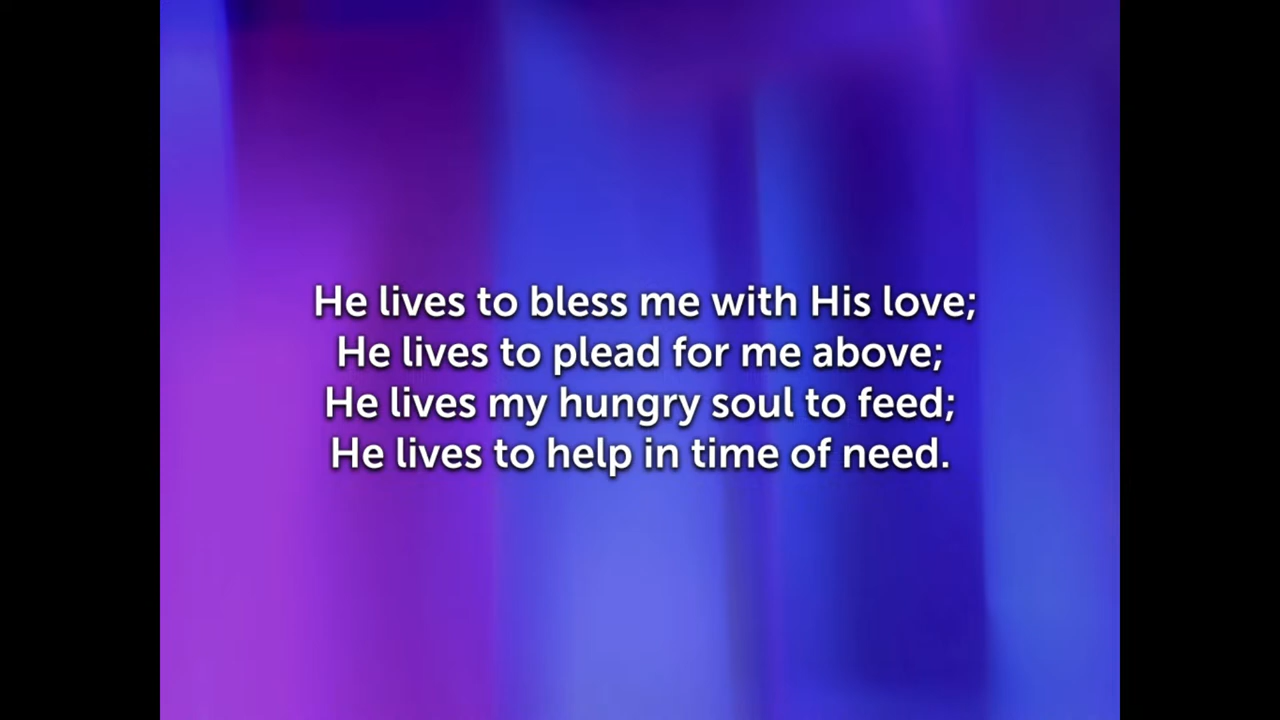 He lives to bless me with His love;
He lives to plead for me above;
He lives my hungry soul to feed;
He lives to help in time of need.